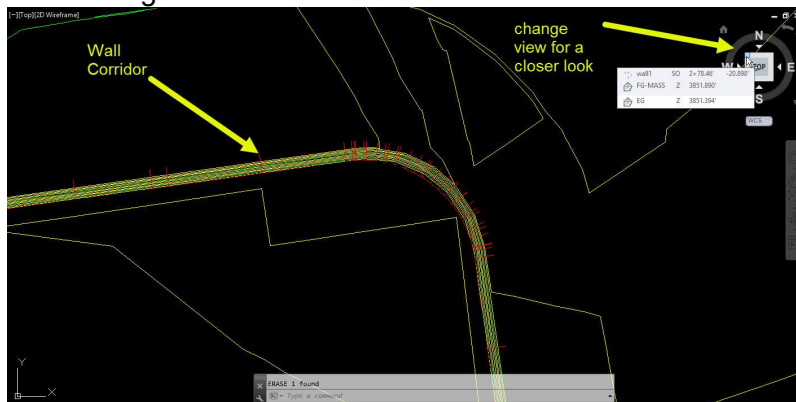 [−][Top][2D Wireframe]
Wall
Corridor
change
view for a
closer look
N
W
TOP
E
S
wall1 SO 2+78.46' -20.898'
FG-MASS Z 3851.890'
EG Z 3851.394'
WCS
Y
X
ERASE 1 found
Type a command